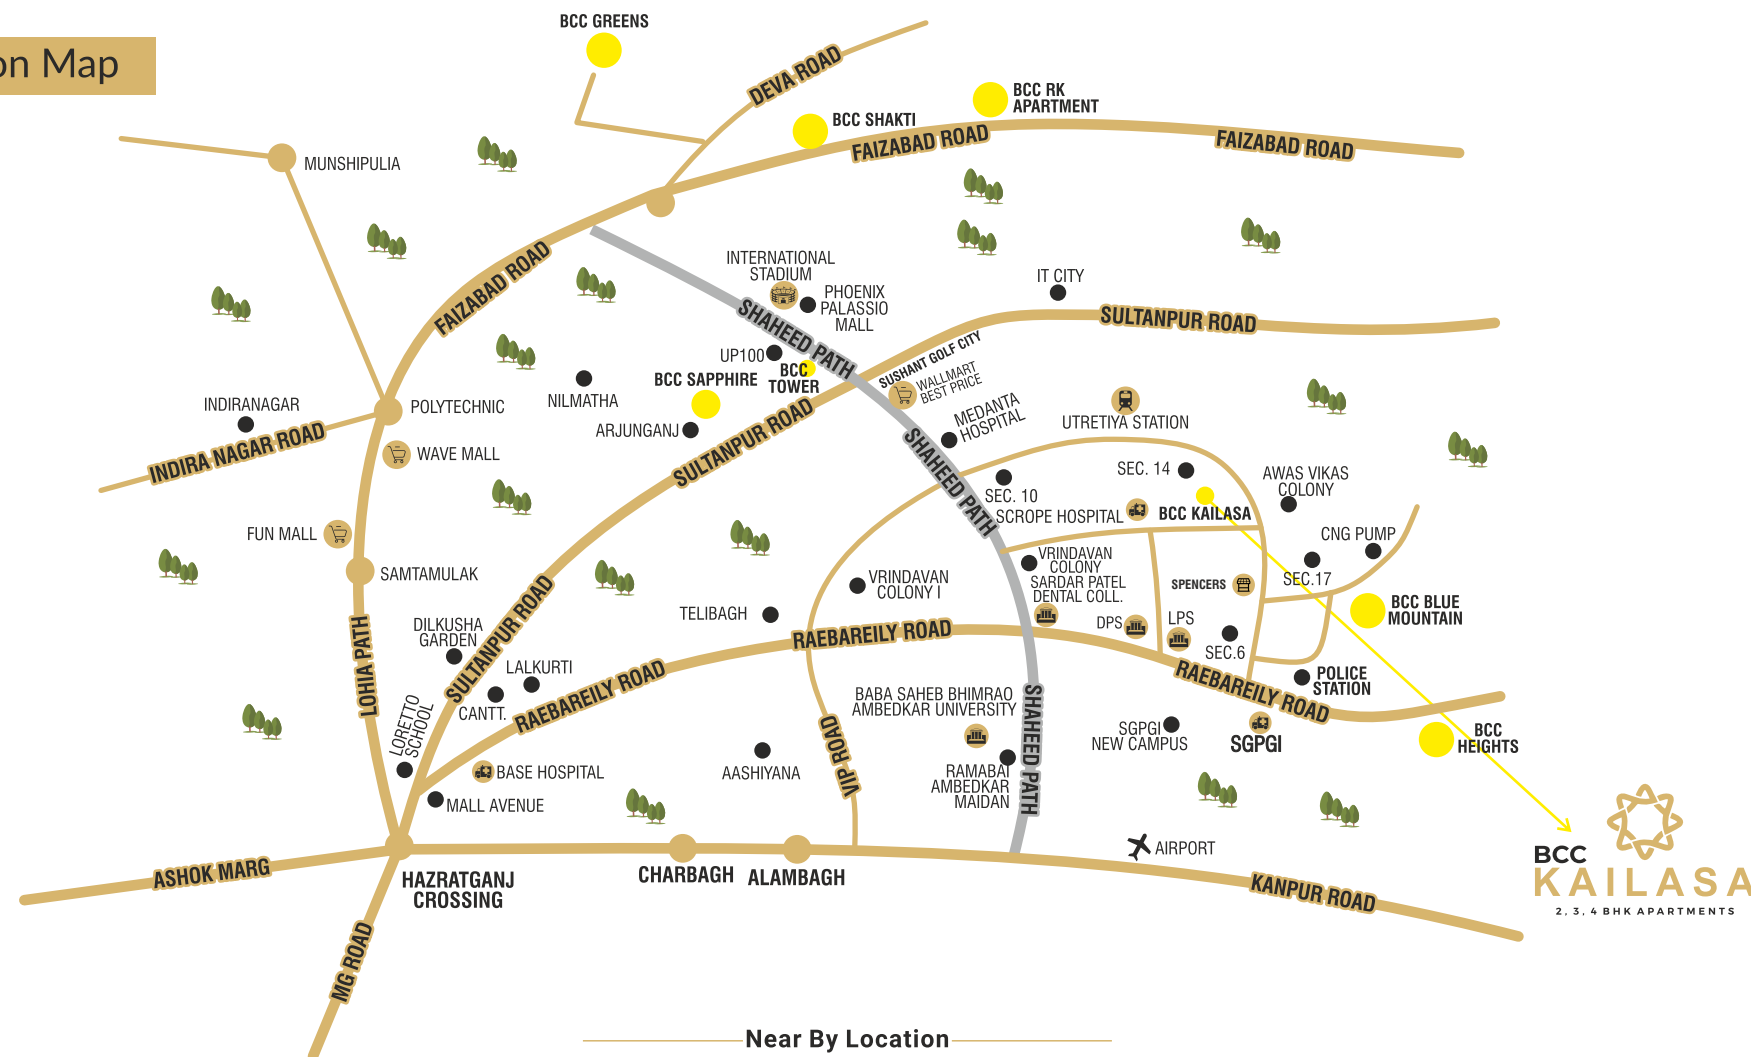 on Map
BCC GREENS
DEVA ROAD
BCC RK
APARTMENT
BCC SHAKTI
FAIZABAD ROAD
FAIZABAD ROAD
MUNSHIPULIA
FAIZABAD ROAD
INTERNATIONAL
STADIUM
PHOENIX
PALASSIO
MALL
IT CITY
SHAHEED PATH
SULTANPUR ROAD
UP100
BCC
TOWER
SUSHANT GOLF CITY
WALLMART
BEST PRICE
BCC SAPPHIRE
NILMATHA
ARJUNGANJ
INDIRANAGAR
POLYTECHNIC
INDIRA NAGAR ROAD
WAVE MALL
SULTANPUR ROAD
MEDANTA
HOSPITAL
UTRETIYA STATION
SHAHEED PATH
SEC. 14
AWAS VIKAS
COLONY
SEC. 10
SCROPE HOSPITAL
BCC KAILASA
CNG PUMP
FUN MALL
SAMTAMULAK
VRINDAVAN
COLONY
SARDAR PATEL
DENTAL COLL.
SPENCERS
SEC.17
VRINDAVAN
COLONY I
TELIBAGH
BCC BLUE
MOUNTAIN
DPS
LPS
SEC.6
RAEBAREILY ROAD
DILKUSHA
GARDEN
LOHIA PATH
SULTANPUR ROAD
LALKURTI
CANTT.
RAEBAREILY ROAD
RAEBAREILY ROAD
POLICE
STATION
LORETTO
SCHOOL
BABA SAHEB BHIMRAO
AMBEDKAR UNIVERSITY
SHAHEED PATH
SGPGI
NEW CAMPUS
SGPGI
BCC
HEIGHTS
VIP ROAD
AASHIYANA
BASE HOSPITAL
MALL AVENUE
RAMABAI
AMBEDKAR
MAIDAN
AIRPORT
ASHOK MARG
HAZRATGANJ
CROSSING
CHARBAGH
ALAMBAGH
KANPUR ROAD
BCC
KAILASA
2, 3, 4 BHK APARTMENTS
MG ROAD
Near By Location